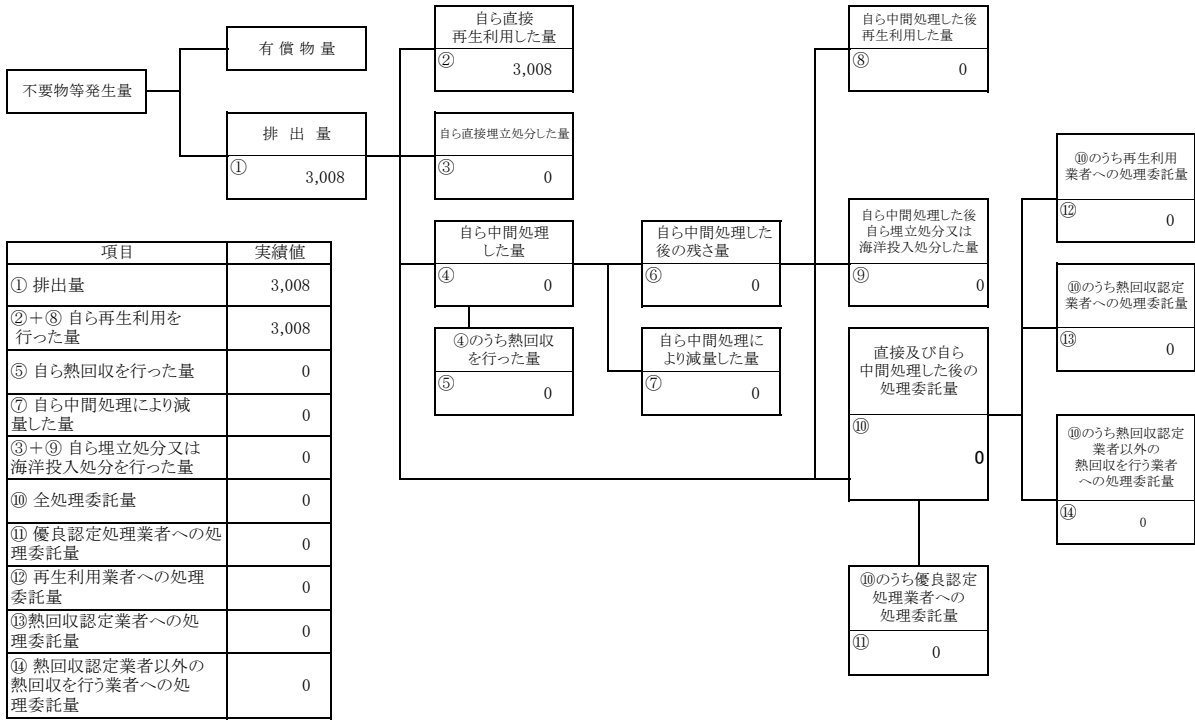 不要物等発生量
有 償 物 量
排 出 量
①
3,008
自ら直接
再生利用した量
②
3,008
自ら直接埋立処分した量
③
0
自ら中間処理
した量
④
0
④のうち熱回収
を行った量
⑤
0
自ら中間処理した
後の残さ量
⑥
0
自ら中間処理に
より減量した量
⑦
0
自ら中間処理した後
再生利用した量
⑧
0
自ら中間処理した後
自ら埋立処分又は
海洋投入処分した量
⑨
0
直接及び自ら
中間処理した後の
処理委託量
⑩
0
⑩のうち優良認定
処理業者への
処理委託量
⑪
0
⑩のうち再生利用
業者への処理委託量
⑫
0
⑩のうち熱回収認定
業者への処理委託量
⑬
0
⑩のうち熱回収認定
業者以外の
熱回収を行う業者
への処理委託量
⑭
0
項目 実績値
① 排出量 3,008
②+⑧ 自ら再生利用を
行った量 3,008
⑤ 自ら熱回収を行った量 0
⑦ 自ら中間処理により減
量した量 0
③+⑨ 自ら埋立処分又は
海洋投入処分を行った量 0
⑩ 全処理委託量 0
⑪ 優良認定処理業者への処
理委託量 0
⑫ 再生利用業者への処理
委託量 0
⑬熱回収認定業者への処
理委託量 0
⑭ 熱回収認定業者以外の
熱回収を行う業者への処
理委託量 0